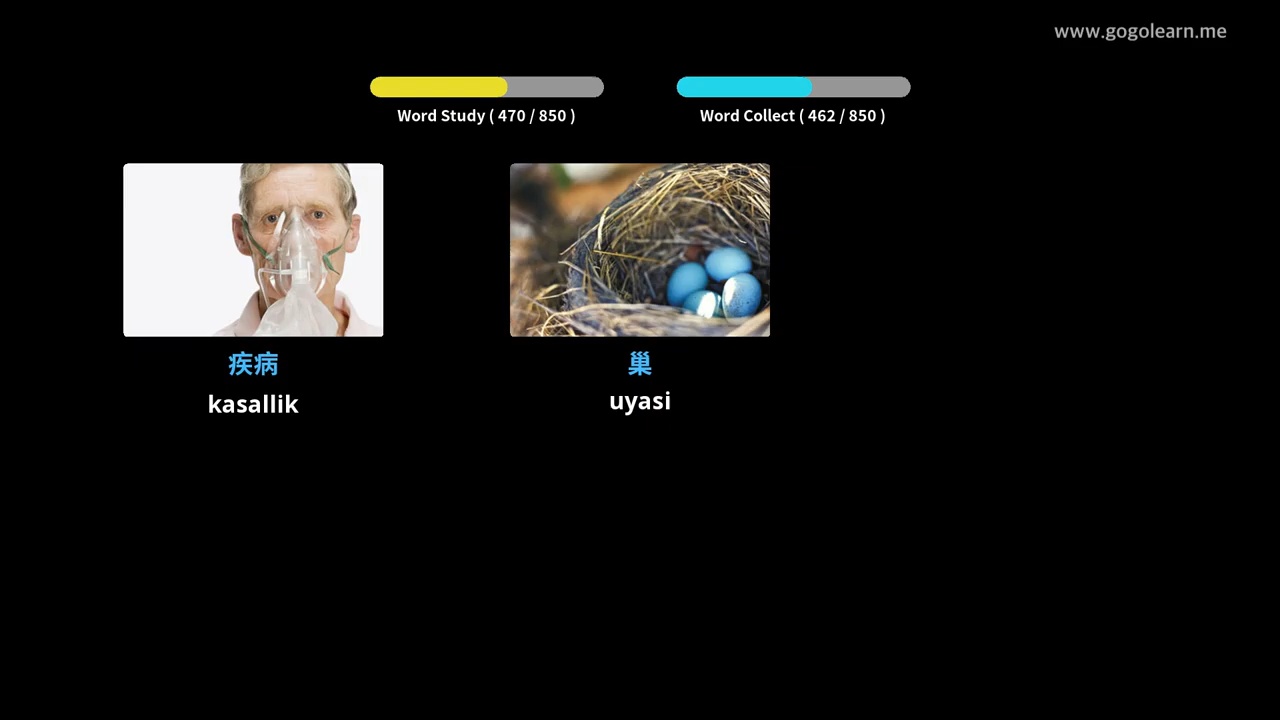 www.gogolearn.me
Word Study ( 470 / 850 )
Word Collect ( 462 / 850 )
疾病
kasallik
巢
uyasi